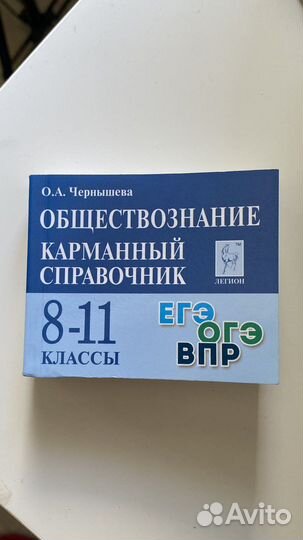 О.А. Чернышева
ОБЩЕСТВОЗНАНИЕ
КАРМАННЫЙ
СПРАВОЧНИК
ЛЕГИОН
8-11
КЛАССЫ
ЕГЭ
ОГЭ
ВПР
Avito